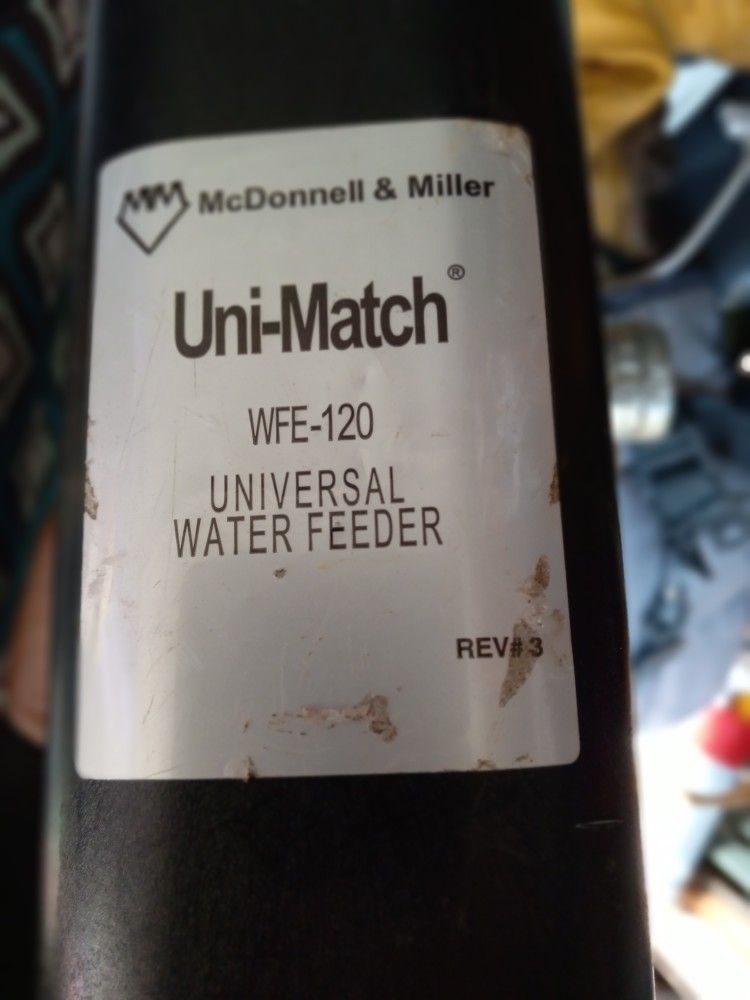 McDonnell & Miller
Uni-Match®
WFE-120
UNIVERSAL
WATER FEEDER
REV# 3